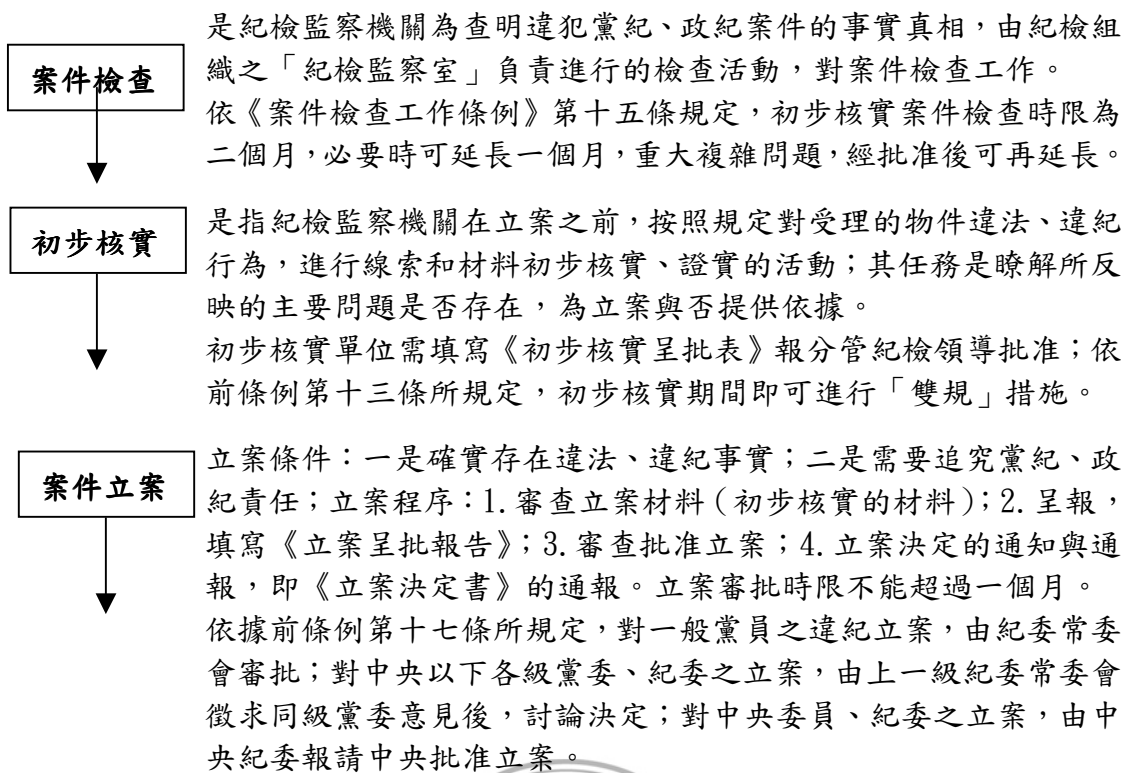 案件檢查
是紀檢監察機關為查明違犯黨紀、政紀案件的事實真相，由紀檢組
織之「紀檢監察室」負責進行的檢查活動，對案件檢查工作。
依《案件檢查工作條例》第十五條規定，初步核實案件檢查時限為
二個月，必要時可延長一個月，重大複雜問題，經批准後可再延長。
初步核實
是指紀檢監察機關在立案之前，按照規定對受理的物件違法、違紀
行為，進行線索和材料初步核實、證實的活動；其任務是瞭解所反
映的主要問題是否存在，為立案與否提供依據。
初步核實單位需填寫《初步核實呈批表》報分管紀檢領導批准；依
前條例第十三條所規定，初步核實期間即可進行「雙規」措施。
案件立案
立案條件：一是確實存在違法、違紀事實；二是需要追究黨紀、政
紀責任；立案程序：1.審查立案材料（初步核實的材料）；2.呈報，
填寫《立案呈批報告》；3.審查批准立案；4.立案決定的通知與通
報，即《立案決定書》的通報。立案審批時限不能超過一個月。
依據前條例第十七條所規定，對一般黨員之違紀立案，由紀委常委
會審批；對中央以下各級黨委、紀委之立案，由上一級紀委常委會
徵求同級黨委意見後，討論決定；對中央委員、紀委之立案，由中
央紀委報請中央批准立案。